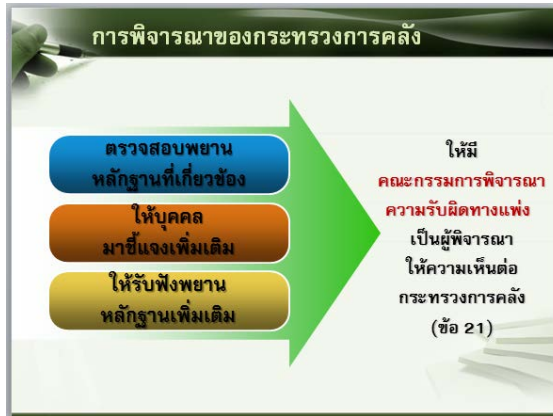 การพิจารณาของกระทรวงการคลัง
ตรวจสอบพยาน
หลักฐานที่เกี่ยวข้อง
ให้บุคคล
มาชี้แจงเพิ่มเติม
ให้รับฟังพยาน
หลักฐานเพิ่มเติม
ให้มี
คณะกรรมการพิจารณา
ความรับผิดทางแพ่ง
เป็นผู้พิจารณา
ให้ความเห็นต่อ
กระทรวงการคลัง
(ข้อ 21)